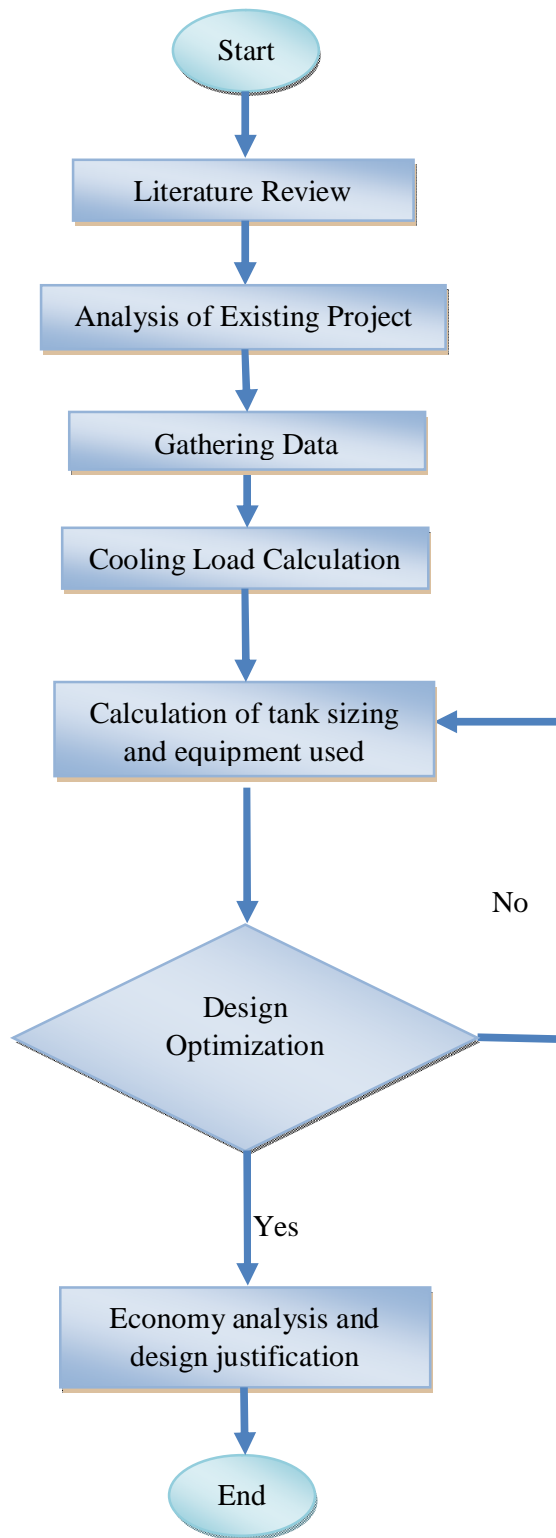 Start
Literature Review
Analysis of Existing Project
Gathering Data
Cooling Load Calculation
Calculation of tank sizing
and equipment used
No
Design
Optimization
Yes
Economy analysis and
design justification
End